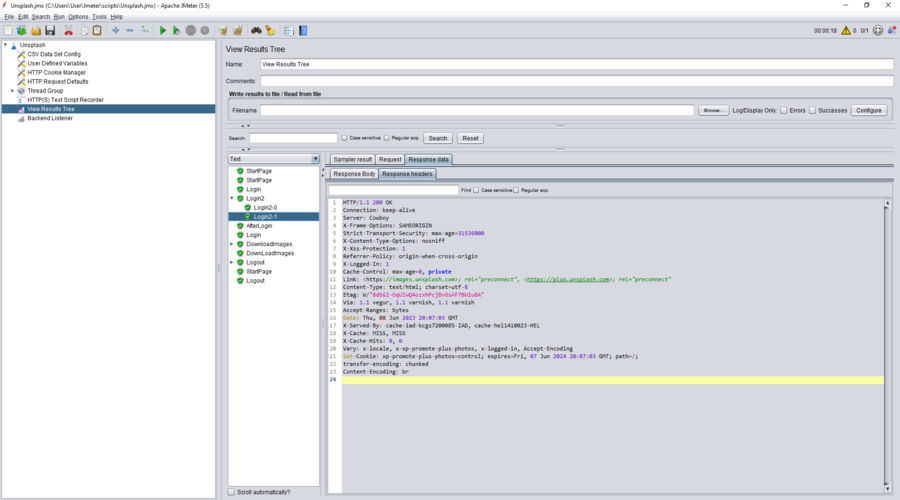 Unsplash.jmx (C:\Users\User\Jmeter\scripts\Unsplash.jmx) - Apache JMeter (5.5)
File Edit Search Run Options Tools Help
00:00:18 0 0/1
Unsplash
CSV Data Set Config
User Defined Variables
HTTP Cookie Manager
HTTP Request Defaults
Thread Group
HTTP(S) Test Script Recorder
View Results Tree
Backend Listener
View Results Tree
Name: View Results Tree
Comments:
Write results to file / Read from file
Filename Browse... Log/Display Only: Errors Successes Configure
Search: Case sensitive Regular exp. Search Reset
Text
StartPage
StartPage
Login
Login2
Login2-0
Login2-1
AfterLogin
Login
DownloadImages
DownLoadImages
Logout
StartPage
Logout
Scroll automatically?
Sampler result Request Response data
Response Body Response headers
Find Case sensitive Regular exp.
1 HTTP/1.1 200 OK
2 Connection: keep-alive
3 Server: Cowboy
4 X-Frame-Options: SAMEORIGIN
5 Strict-Transport-Security: max-age=31536000
6 X-Content-Type-Options: nosniff
7 X-Xss-Protection: 1
8 Referrer-Policy: origin-when-cross-origin
9 X-Logged-In: 1
10 Cache-Control: max-age=0, private
11 Link: <https://images.unsplash.com>; rel="preconnect", <https://plus.unsplash.com>; rel="preconnect"
12 Content-Type: text/html; charset=utf-8
13 Etag:
14 Via: 1.1 vegur, 1.1 varnish, 1.1 varnish
15 Accept-Ranges: bytes
16 Date: Thu, 08 Jun 2023 20:07:03 GMT
17 X-Served-By: cache-iad-kcgs7200085-IAD, cache-hel1410023-HEL
18 X-Cache: MISS, MISS
19 X-Cache-Hits: 0, 0
20 Vary: x-locale, x-xp-promote-plus-photos, x-logged-in, Accept-Encoding
21 Set-Cookie: xp-promote-plus-photos=control; expires=Fri, 07 Jun 2024 20:07:03 GMT; path=/;
22 transfer-encoding: chunked
23 Content-Encoding: br
24